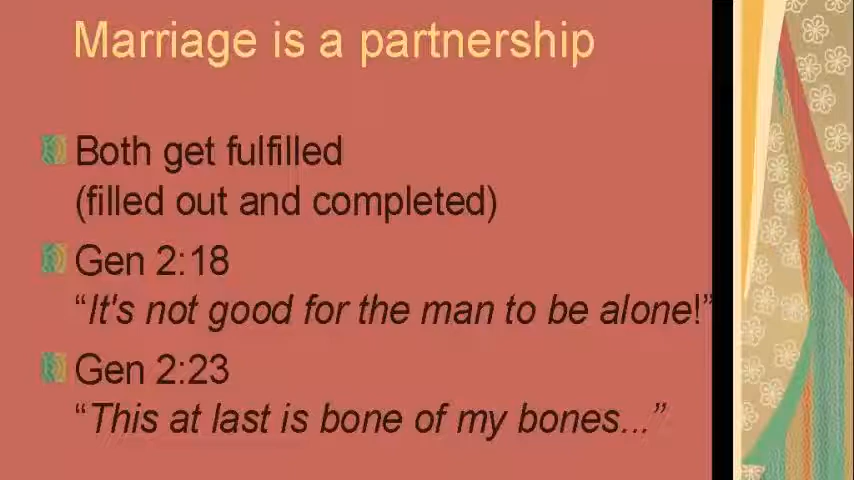 Marriage is a partnership
Both get fulfilled
(filled out and completed)
Gen 2:18
“It's not good for the man to be alone!”
Gen 2:23
“This at last is bone of my bones...”